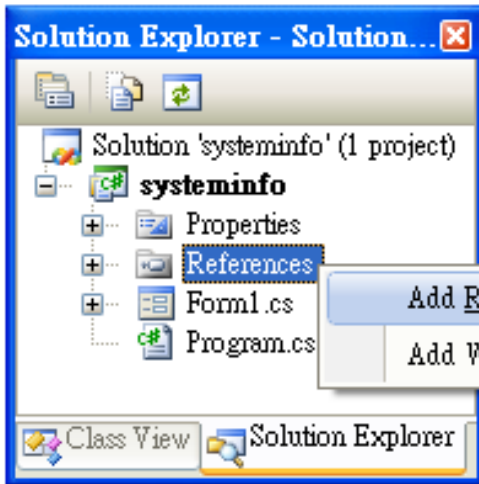 Solution Explorer - Solution...
Solution 'systeminfo' (1 project)
systeminfo
Properties
References
Add
Form1.cs
Add
Program.cs
Class View
Solution Explorer